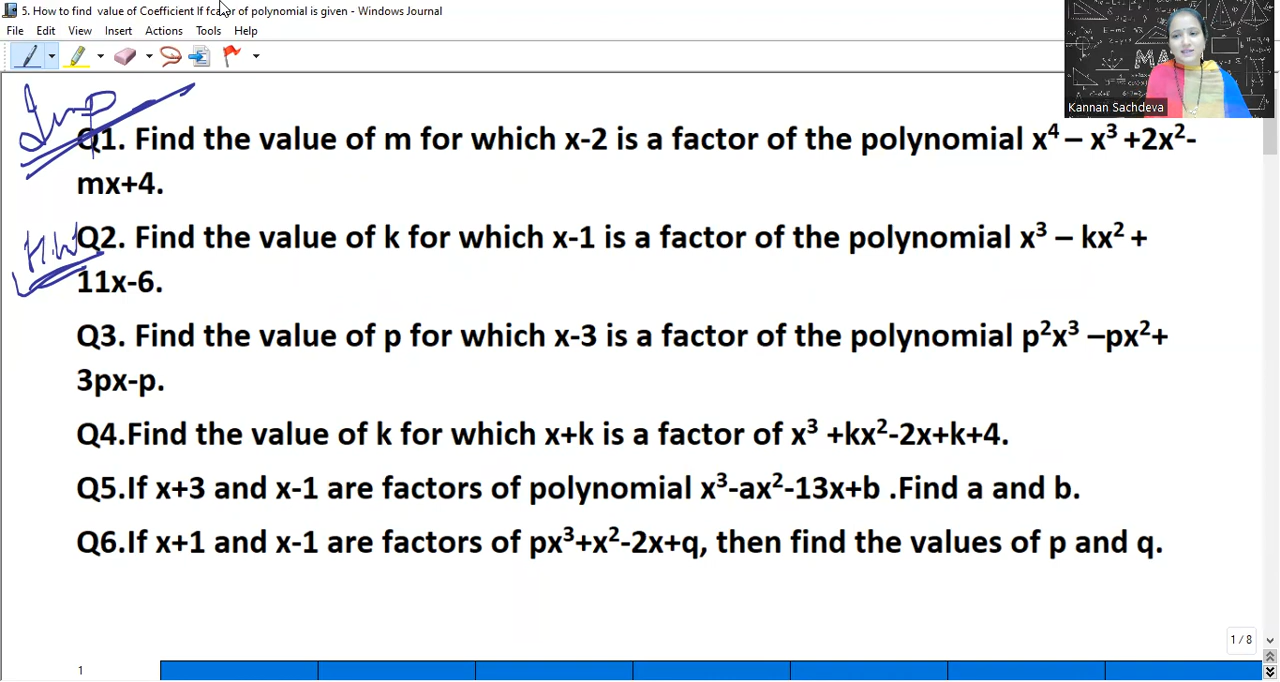 5. How to find value of Coefficient If fcator of polynomial is given - Windows Journal
File Edit View Insert Actions Tools Help
Imp
Q1. Find the value of m for which x-2 is a factor of the polynomial x⁴ – x³ +2x²-
mx+4.
H.W
Q2. Find the value of k for which x-1 is a factor of the polynomial x³ – kx² +
11x-6.
Q3. Find the value of p for which x-3 is a factor of the polynomial p²x³ –px²+
3px-p.
Q4.Find the value of k for which x+k is a factor of x³ +kx²-2x+k+4.
Q5.If x+3 and x-1 are factors of polynomial x³-ax²-13x+b .Find a and b.
Q6.If x+1 and x-1 are factors of px³+x²-2x+q, then find the values of p and q.
Kannan Sachdeva
1 / 8
1